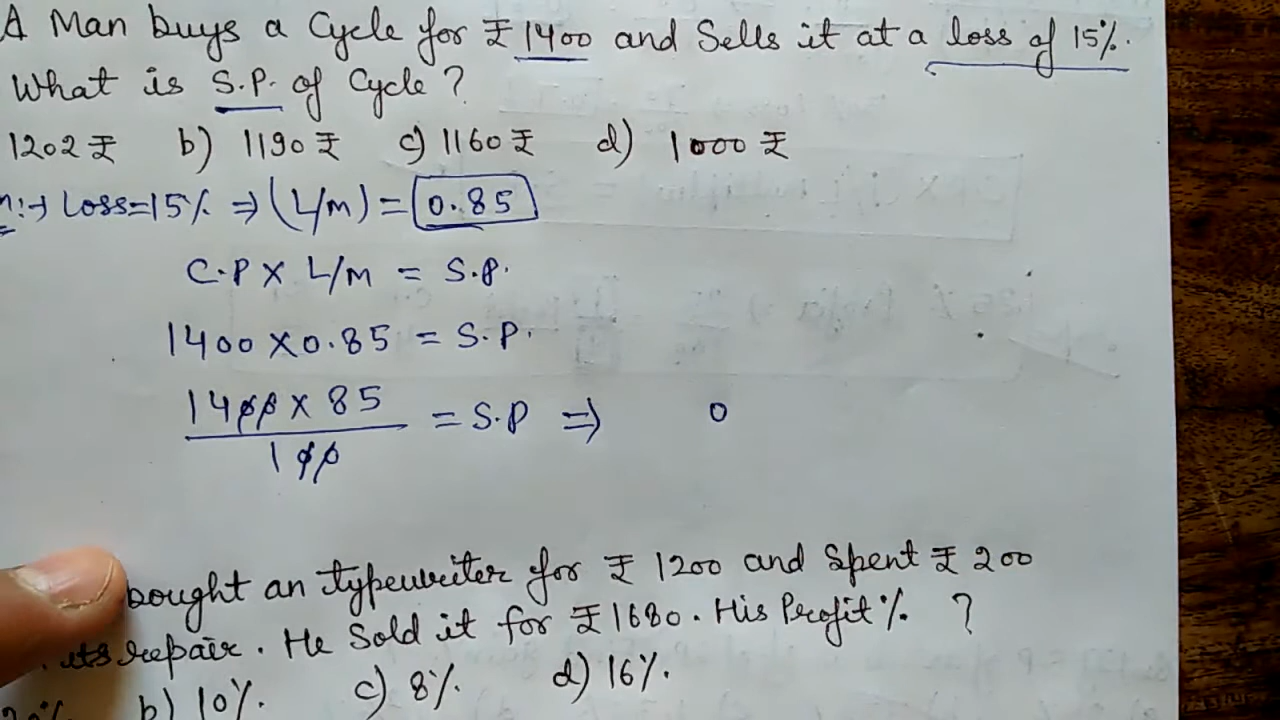 A Man buys a Cycle for ₹ 1400 and Sells it at a loss of 15%.
What is S.P. of Cycle ?
1202 ₹ b) 1190 ₹ c) 1160 ₹ d) 1000 ₹
n:→ Loss=15% ⇒ (L/M) = 0.85
C.P X L/M = S.P.
1400 X 0.85 = S.P.
1400 X 85 / 100 = S.P ⇒ 0
bought an typewriter for ₹ 1200 and Spent ₹ 200
its repair. He Sold it for ₹ 1680. His Profit % ?
b) 10%. c) 8%. d) 16%.